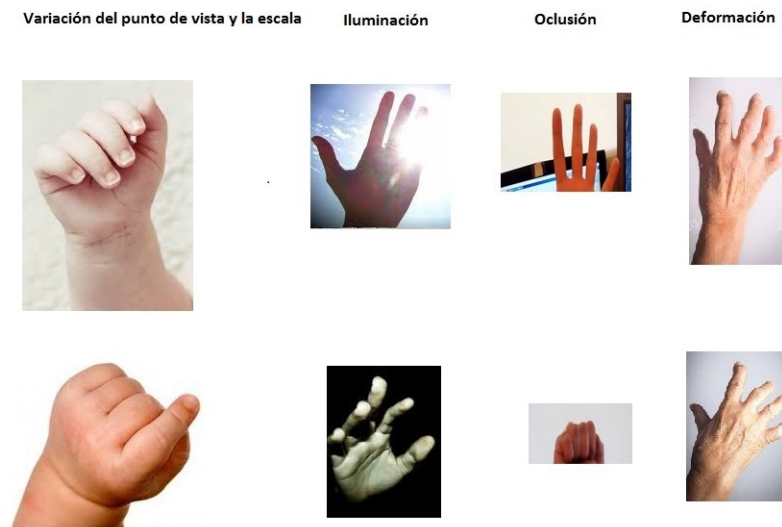 Variación del punto de vista y la escala
Iluminación
Oclusión
Deformación